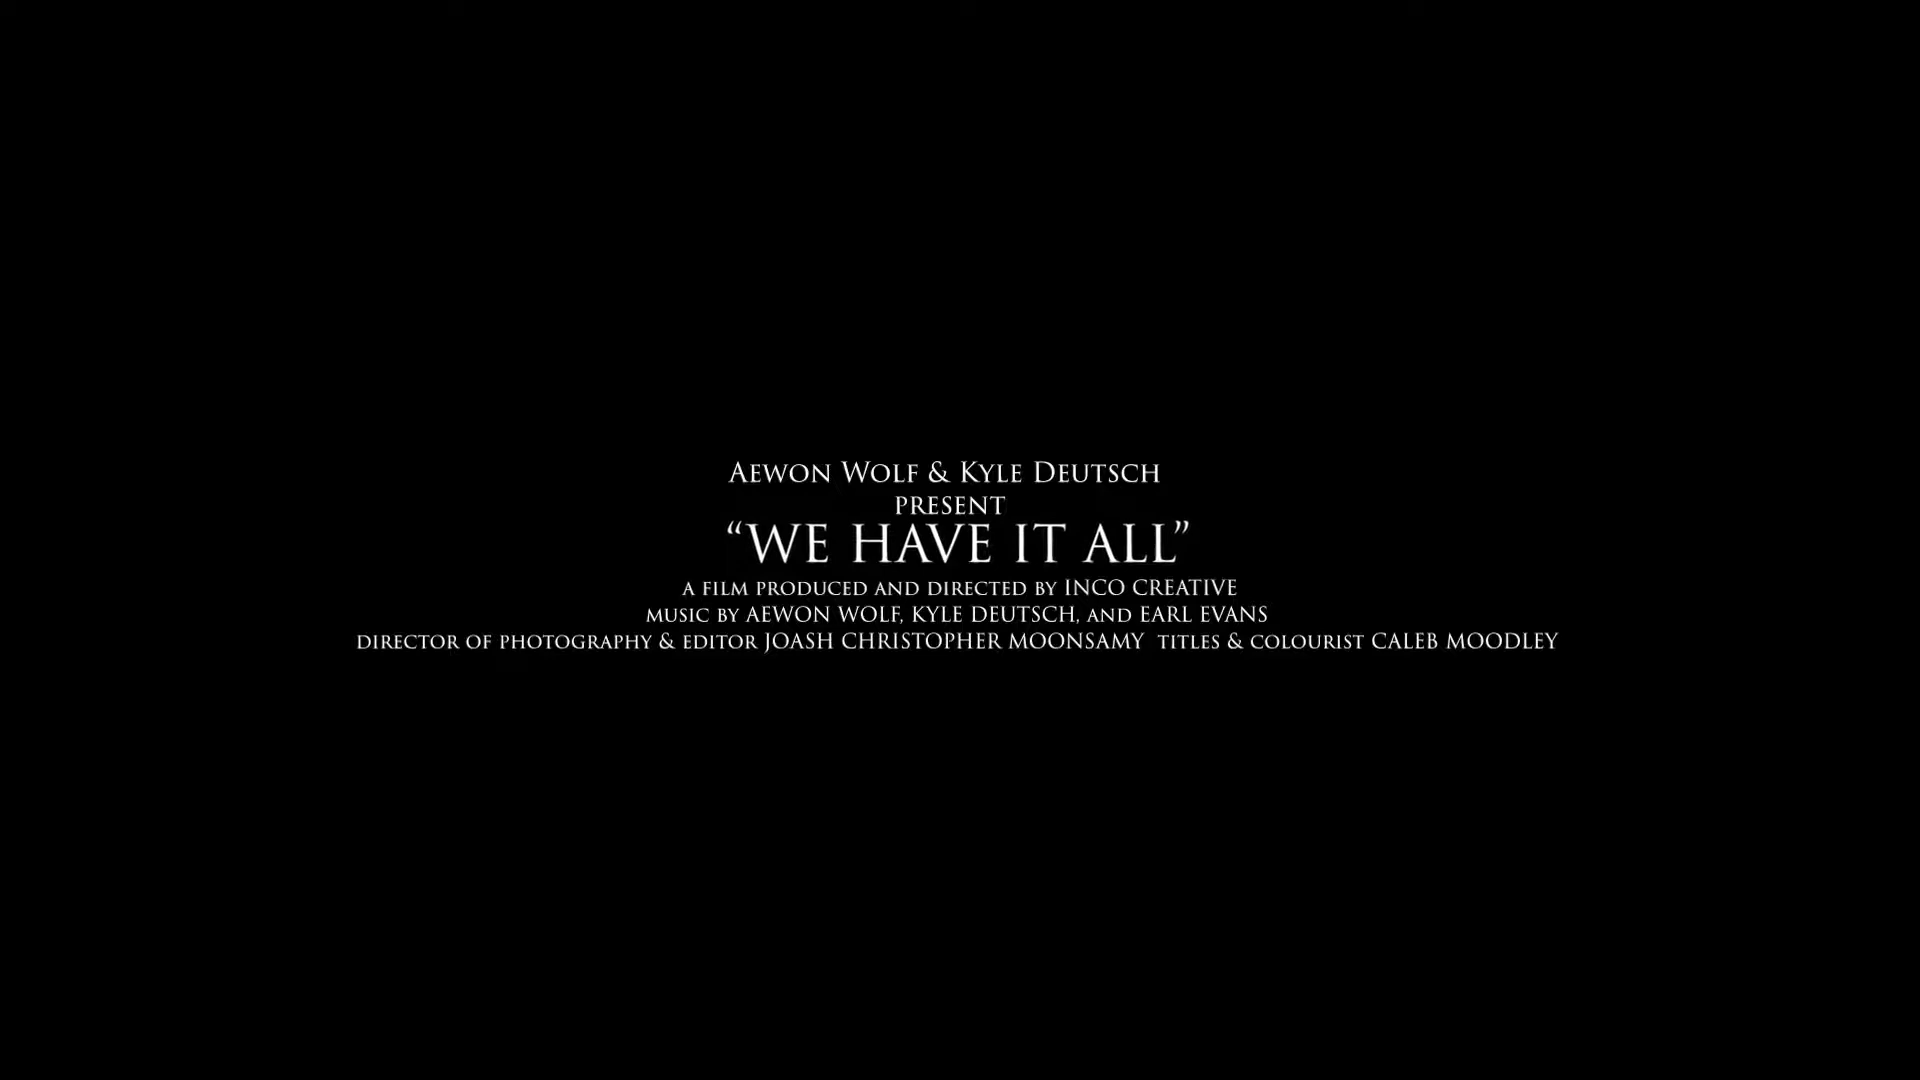 Aewon Wolf & Kyle Deutsch
present
“WE HAVE IT ALL”
a film produced and directed by INCO CREATIVE
music by AEWON WOLF, KYLE DEUTSCH, and EARL EVANS
director of photography & editor JOASH CHRISTOPHER MOONSAMY titles & colourist CALEB MOODLEY